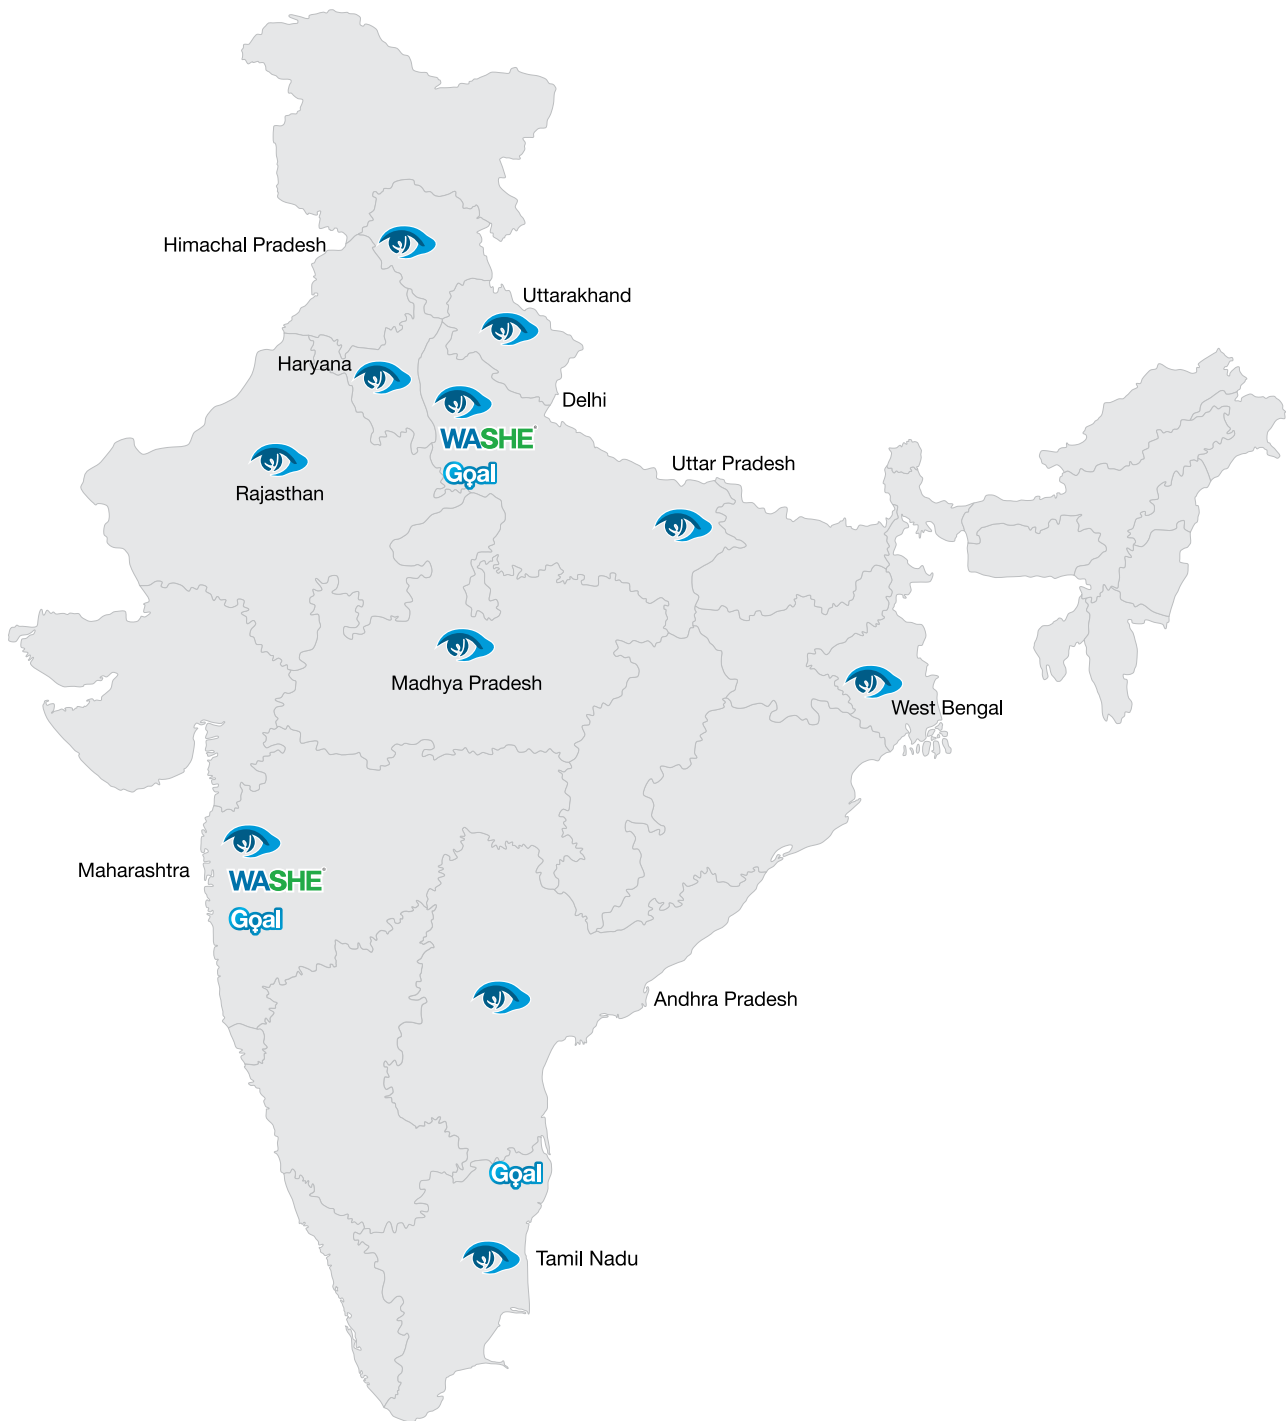 Himachal Pradesh
Uttarakhand
Haryana
Delhi
WASHE
Goal
Uttar Pradesh
Rajasthan
Madhya Pradesh
West Bengal
Maharashtra
WASHE
Goal
Andhra Pradesh
Goal
Tamil Nadu